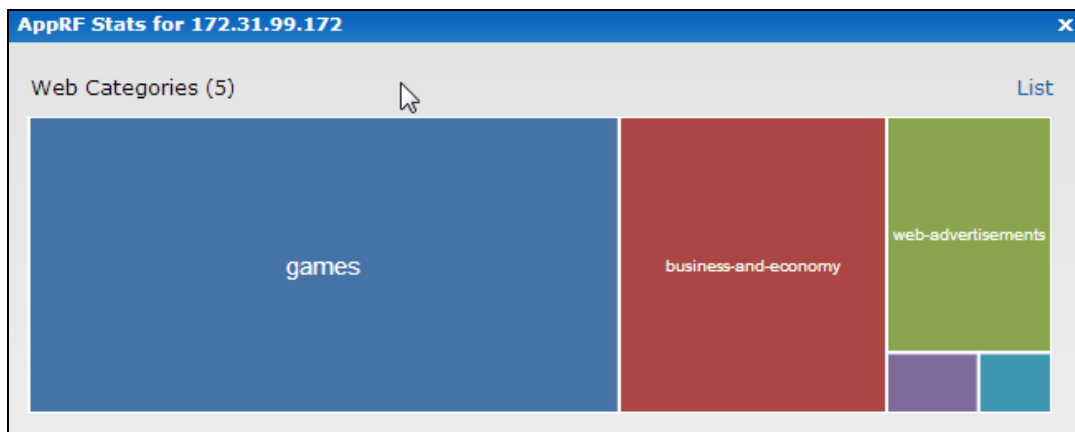 AppRF Stats for 172.31.99.172 x
Web Categories (5) List
games
business-and-economy
web-advertisements